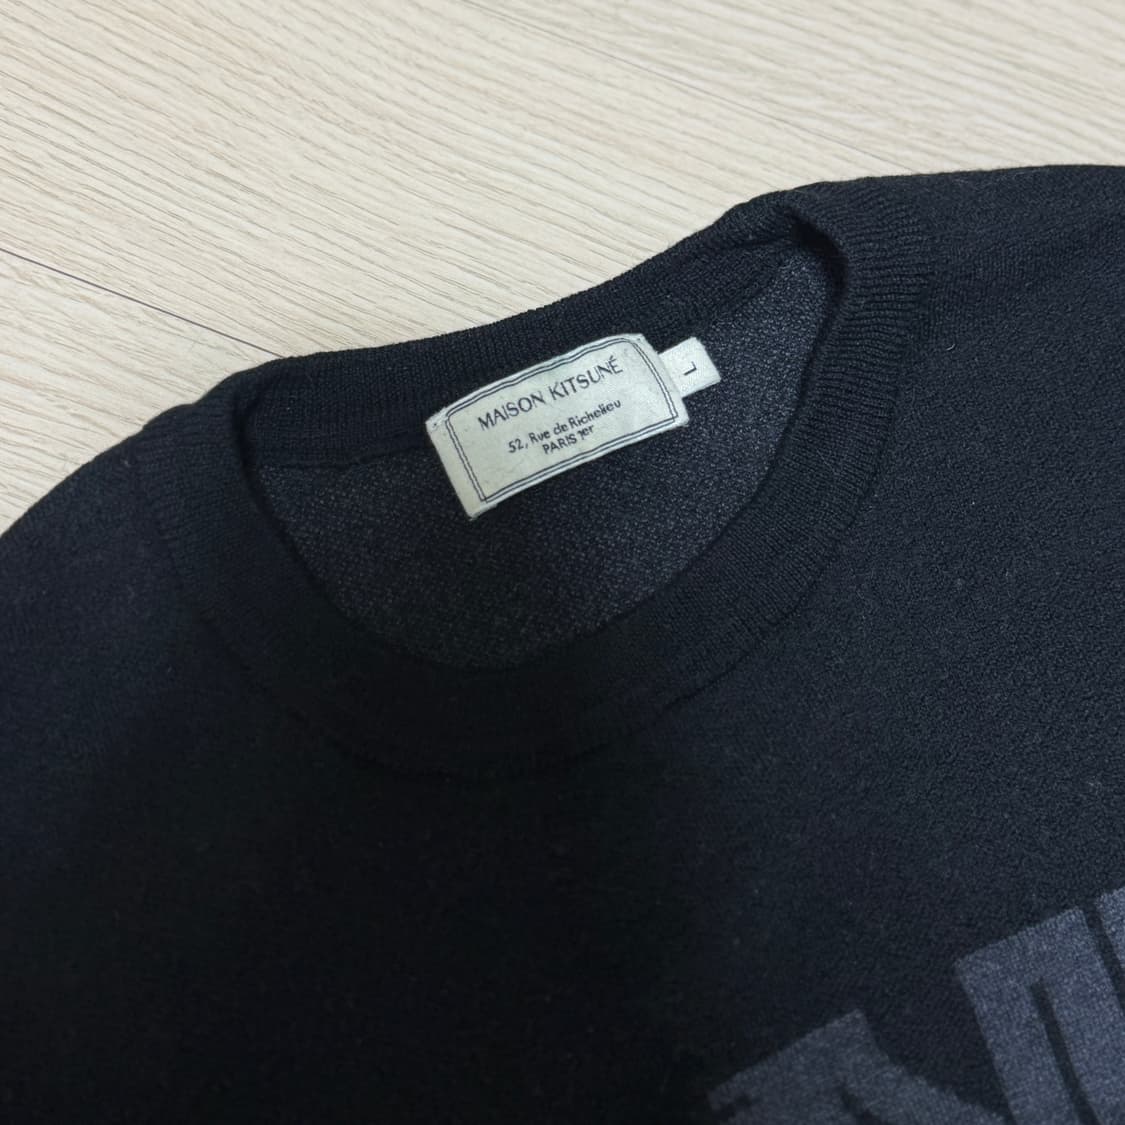 MAISON KITSUNÉ
52, Rue de Richelieu
PARIS 1er
L